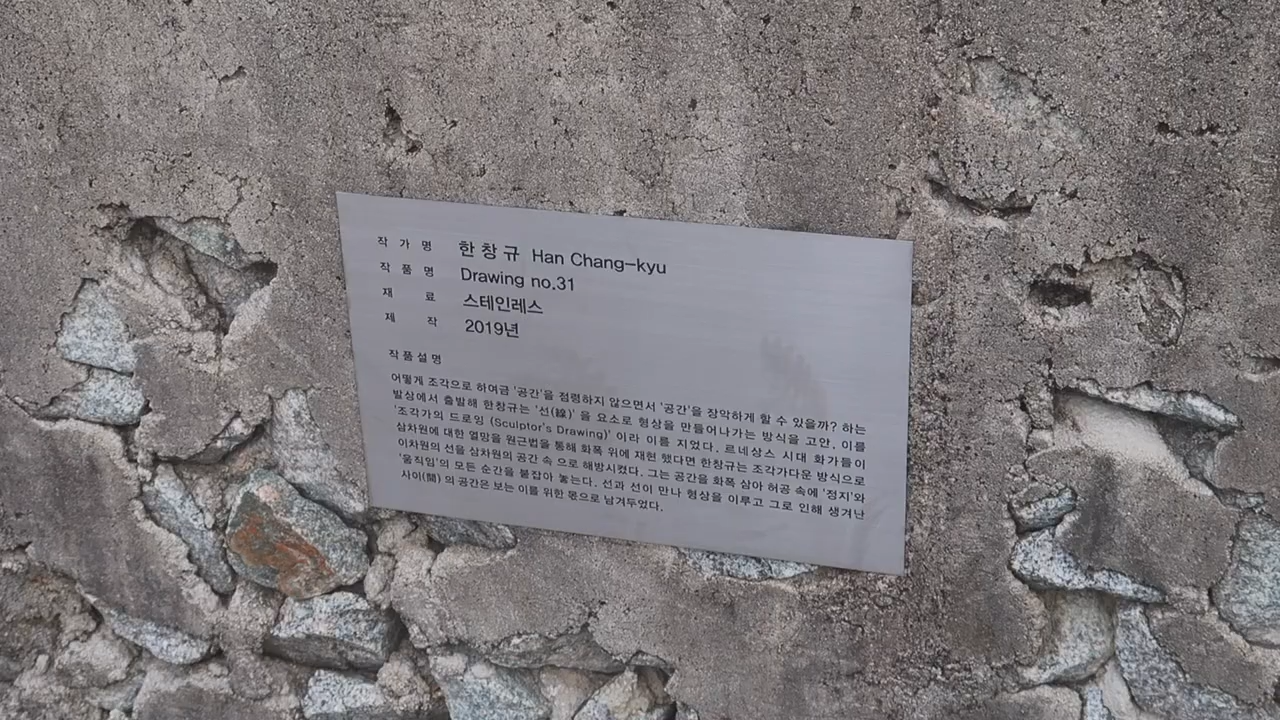 작 가 명 한 창 규 Han Chang-kyu
작 품 명 Drawing no.31
재 료 스테인레스
제 작 2019년
작품설명
어떻게 조각으로 하여금 '공간'을 점령하지 않으면서 '공간'을 장악하게 할 수 있을까? 하는
발상에서 출발해 한창규는 '선(線)' 을 요소로 형상을 만들어나가는 방식을 고안, 이를
'조각가의 드로잉 (Sculptor's Drawing)' 이라 이름 지었다. 르네상스 시대 화가들이
삼차원에 대한 열망을 원근법을 통해 화폭 위에 재현 했다면 한창규는 조각가다운 방식으로
이차원의 선을 삼차원의 공간 속 으로 해방시켰다. 그는 공간을 화폭 삼아 허공 속에 '정지'와
'움직임'의 모든 순간을 붙잡아 놓는다. 선과 선이 만나 형상을 이루고 그로 인해 생겨난
사이(間) 의 공간은 보는 이를 위한 몫으로 남겨두었다.